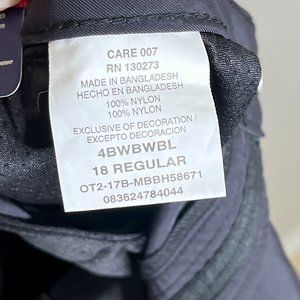 CARE 007
RN 130273
MADE IN BANGLADESH
HECHO EN BANGLADESH
100% NYLON
100% NYLON
EXCLUSIVE OF DECORATION /
EXCEPTO DECORACION
4BWBWBL
18 REGULAR
OT2-17B-MBBH58671
083624784044